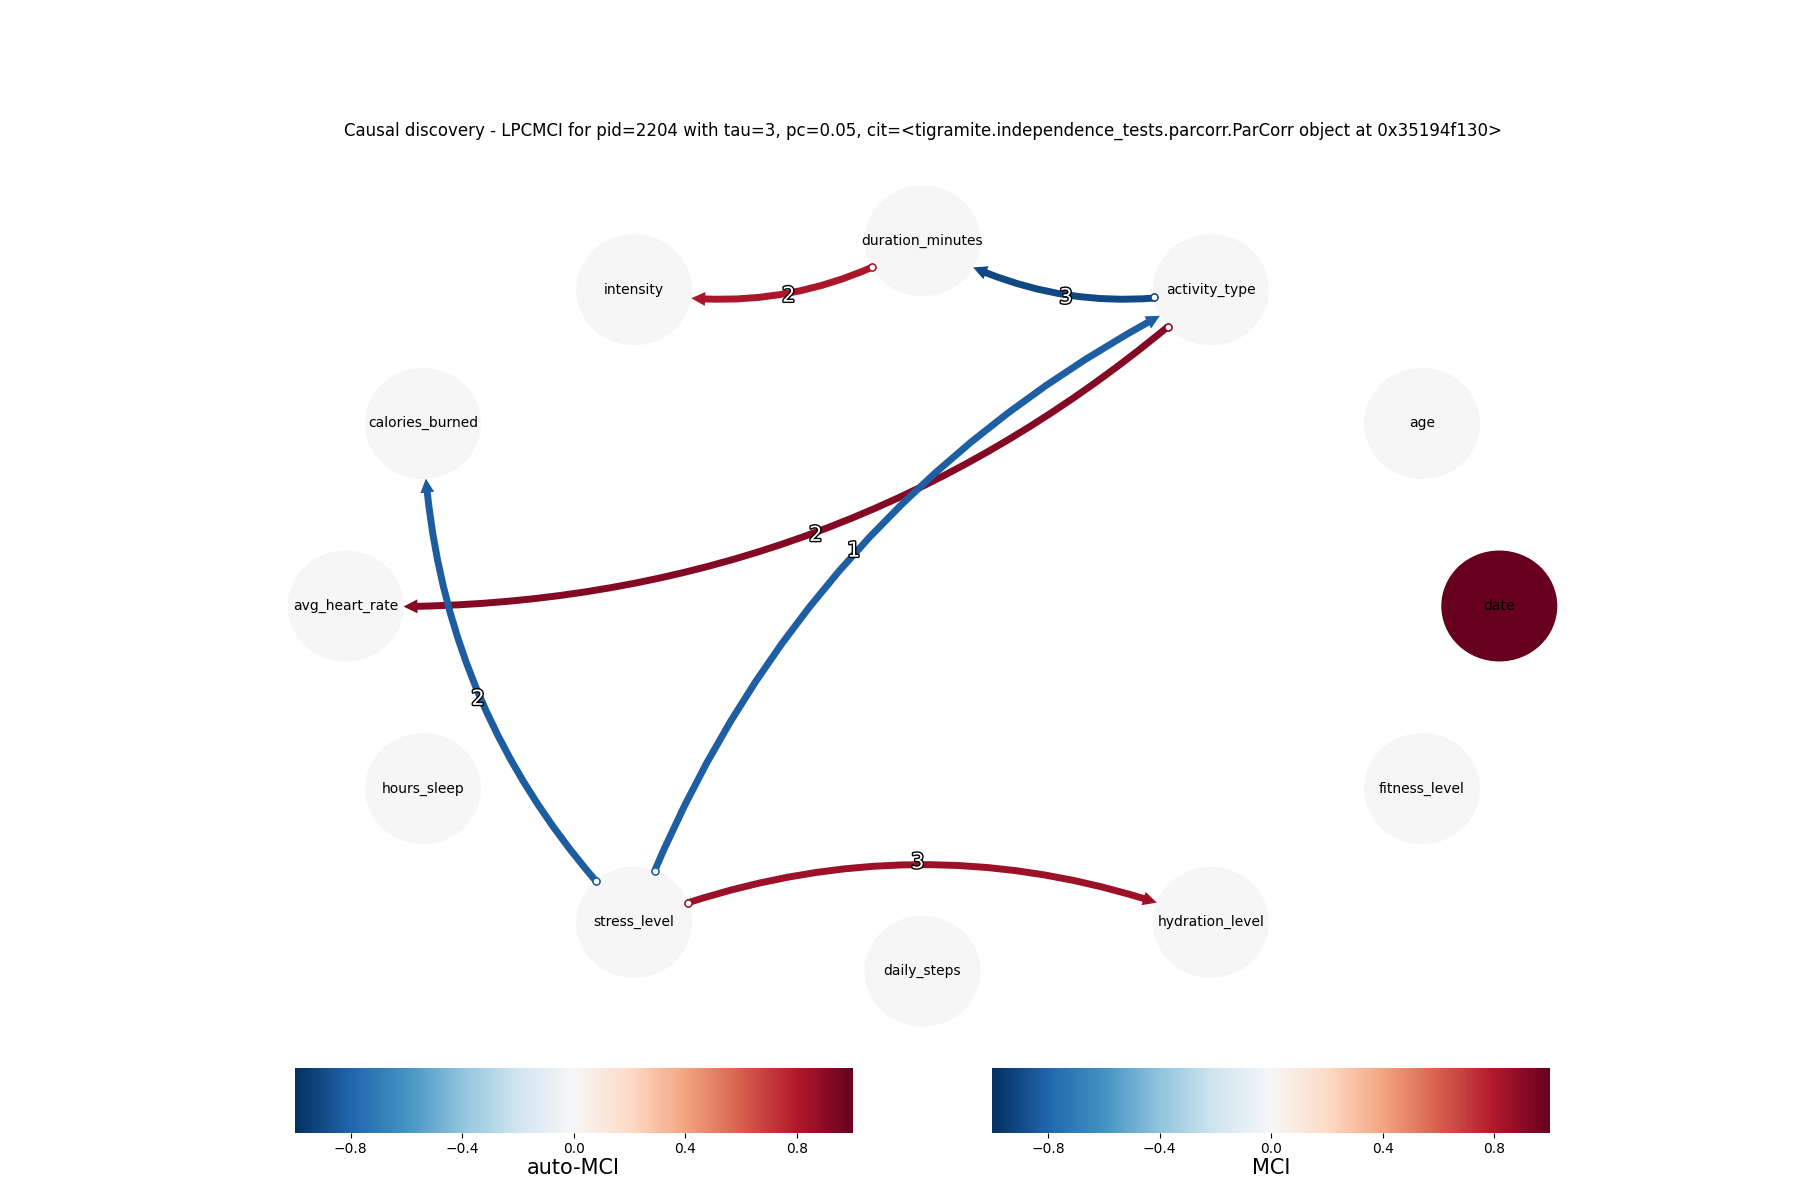 Causal discovery - LPCMCI for pid=2204 with tau=3, pc=0.05, cit=<tigramite.independence_tests.parcorr.ParCorr object at 0x35194f130>
duration_minutes
intensity
activity_type
2
3
calories_burned
age
2
1
avg_heart_rate
date
2
hours_sleep
fitness_level
3
stress_level
hydration_level
daily_steps
−0.8 −0.4 0.0 0.4 0.8
auto-MCI
−0.8 −0.4 0.0 0.4 0.8
MCI